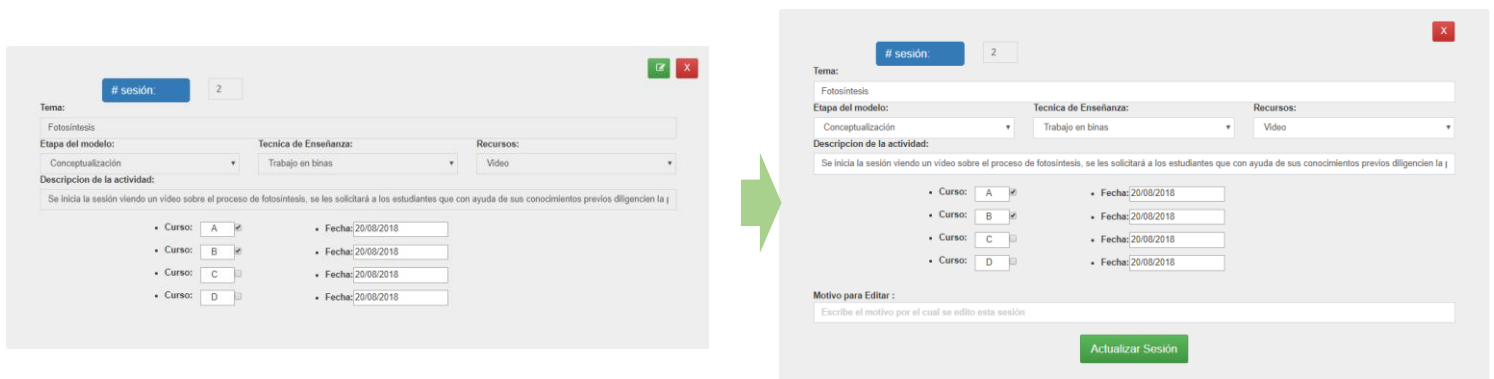 X
# sesión: 2
Tema:
Fotosíntesis
Etapa del modelo: Tecnica de Enseñanza: Recursos:
Conceptualización Trabajo en binas Video
Descripcion de la actividad:
Se inicia la sesión viendo un vídeo sobre el proceso de fotosíntesis, se les solicitará a los estudiantes que con ayuda de sus conocimientos previos diligencien la
• Curso: A • Fecha: 20/08/2018
• Curso: B • Fecha: 20/08/2018
• Curso: C • Fecha: 20/08/2018
• Curso: D • Fecha: 20/08/2018
X
# sesión: 2
Tema:
Fotosíntesis
Etapa del modelo: Tecnica de Enseñanza: Recursos:
Conceptualización Trabajo en binas Video
Descripcion de la actividad:
Se inicia la sesión viendo un vídeo sobre el proceso de fotosíntesis, se les solicitará a los estudiantes que con ayuda de sus conocimientos previos diligencien la
• Curso: A • Fecha: 20/08/2018
• Curso: B • Fecha: 20/08/2018
• Curso: C • Fecha: 20/08/2018
• Curso: D • Fecha: 20/08/2018
Motivo para Editar :
Escribe el motivo por el cual se edito esta sesión
Actualizar Sesión